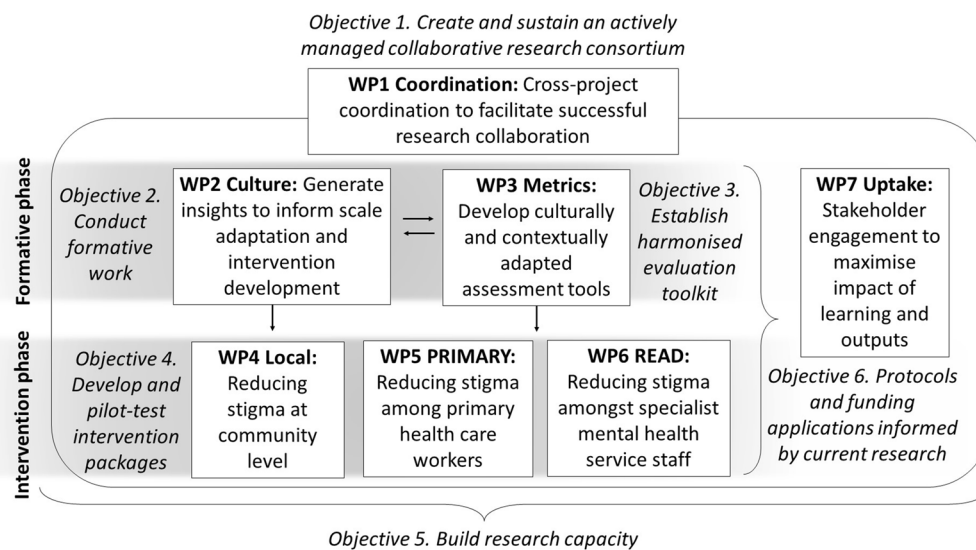 Objective 1. Create and sustain an actively
managed collaborative research consortium
WP1 Coordination: Cross-project
coordination to facilitate successful
research collaboration
Formative phase
Objective 2.
Conduct
formative
work
WP2 Culture: Generate
insights to inform scale
adaptation and
intervention
development
WP3 Metrics:
Develop culturally
and contextually
adapted
assessment tools
Objective 3.
Establish
harmonised
evaluation
toolkit
WP7 Uptake:
Stakeholder
engagement to
maximise
impact of
learning and
outputs
Intervention phase
Objective 4.
Develop and
pilot-test
intervention
packages
WP4 Local:
Reducing
stigma at
community
level
WP5 PRIMARY:
Reducing stigma
among primary
health care
workers
WP6 READ:
Reducing stigma
amongst specialist
mental health
service staff
Objective 6. Protocols
and funding
applications informed
by current research
Objective 5. Build research capacity